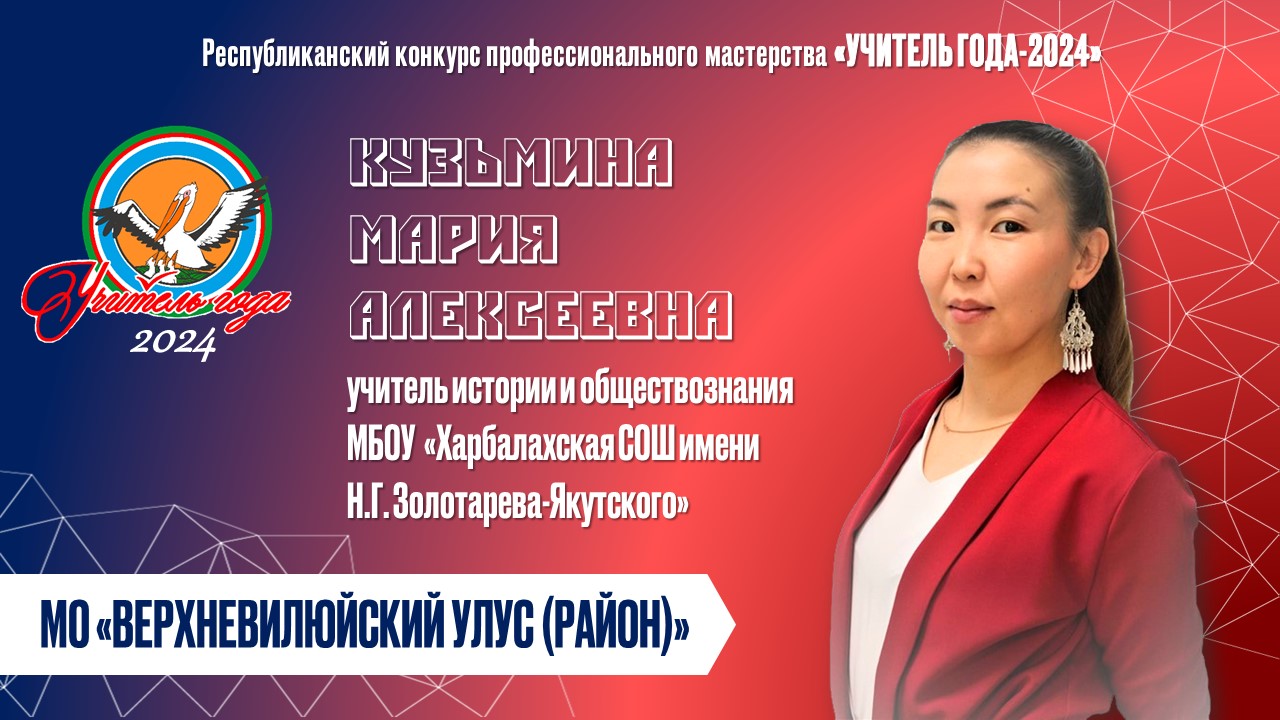 Республиканский конкурс профессионального мастерства «УЧИТЕЛЬ ГОДА-2024»
Учитель года
2024
КУЗЬМИНА
МАРИЯ
АЛЕКСЕЕВНА
учитель истории и обществознания
МБОУ «Харбалахская СОШ имени
Н.Г. Золотарева-Якутского»
МО «ВЕРХНЕВИЛЮЙСКИЙ УЛУС (РАЙОН)»